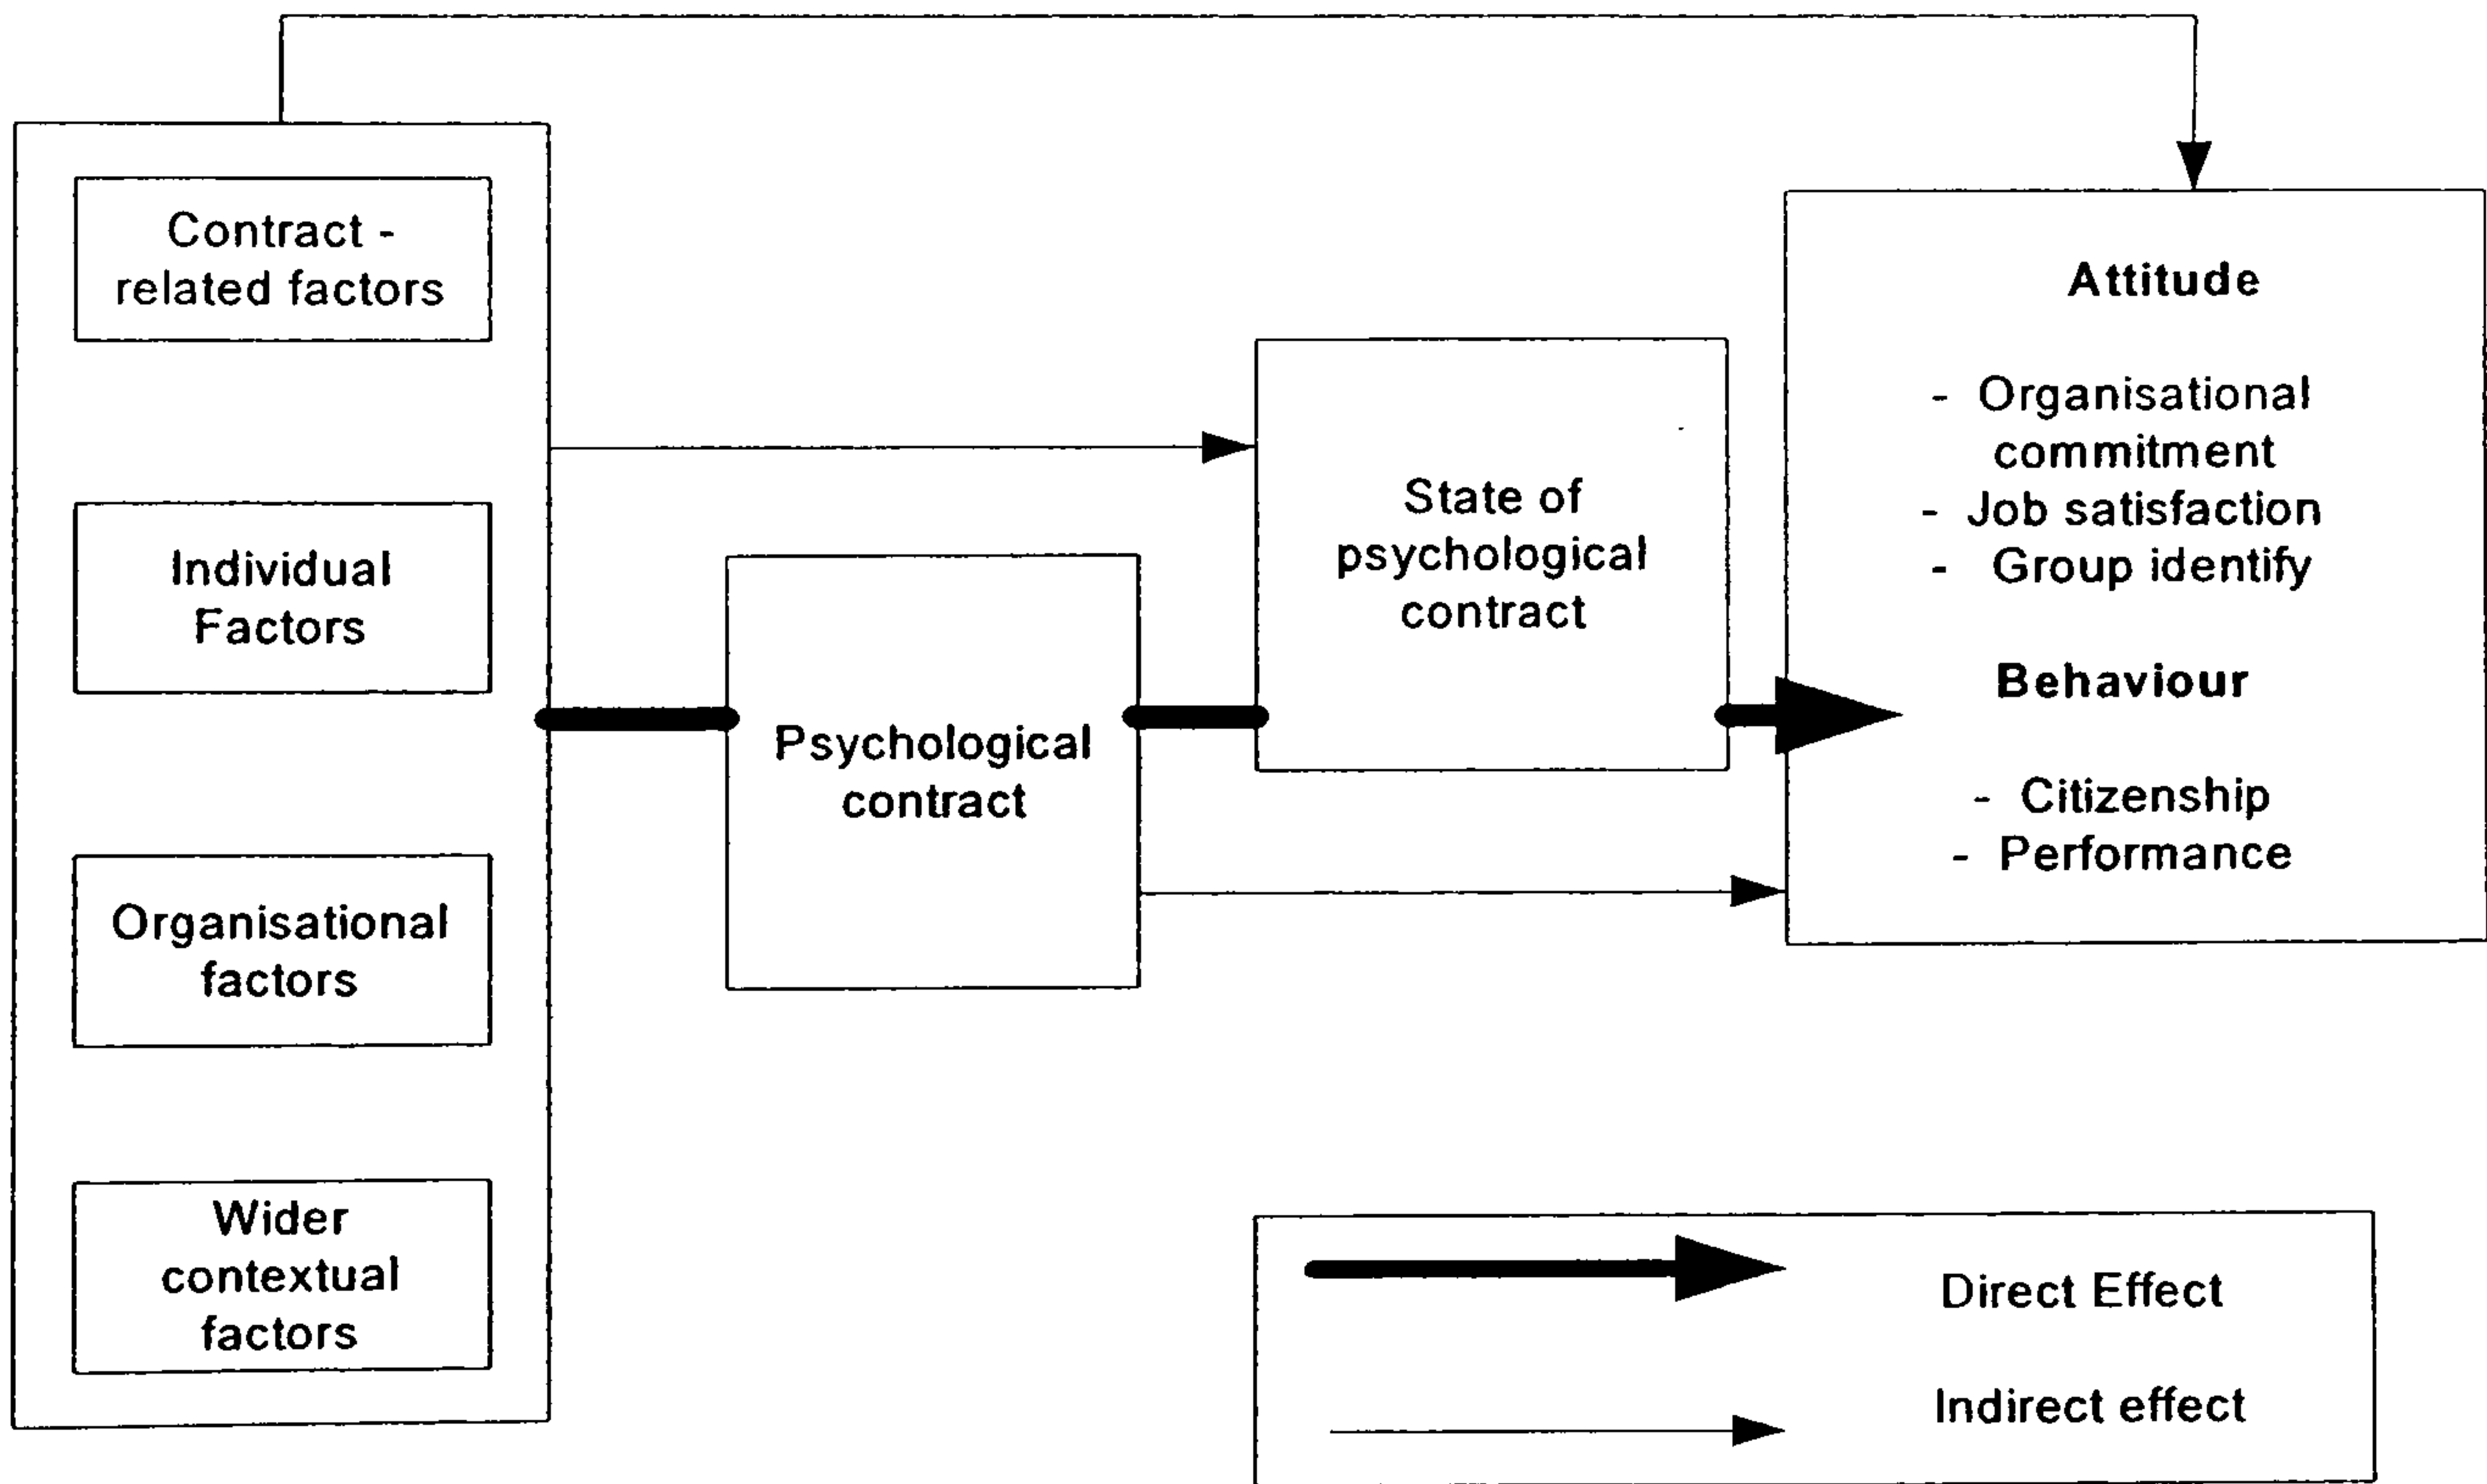 Contract -
related factors
Individual
Factors
Organisational
factors
Wider
contextual
factors
Psychological
contract
State of
psychological
contract
Attitude
- Organisational
commitment
- Job satisfaction
- Group identify
Behaviour
- Citizenship
- Performance
Direct Effect
Indirect effect